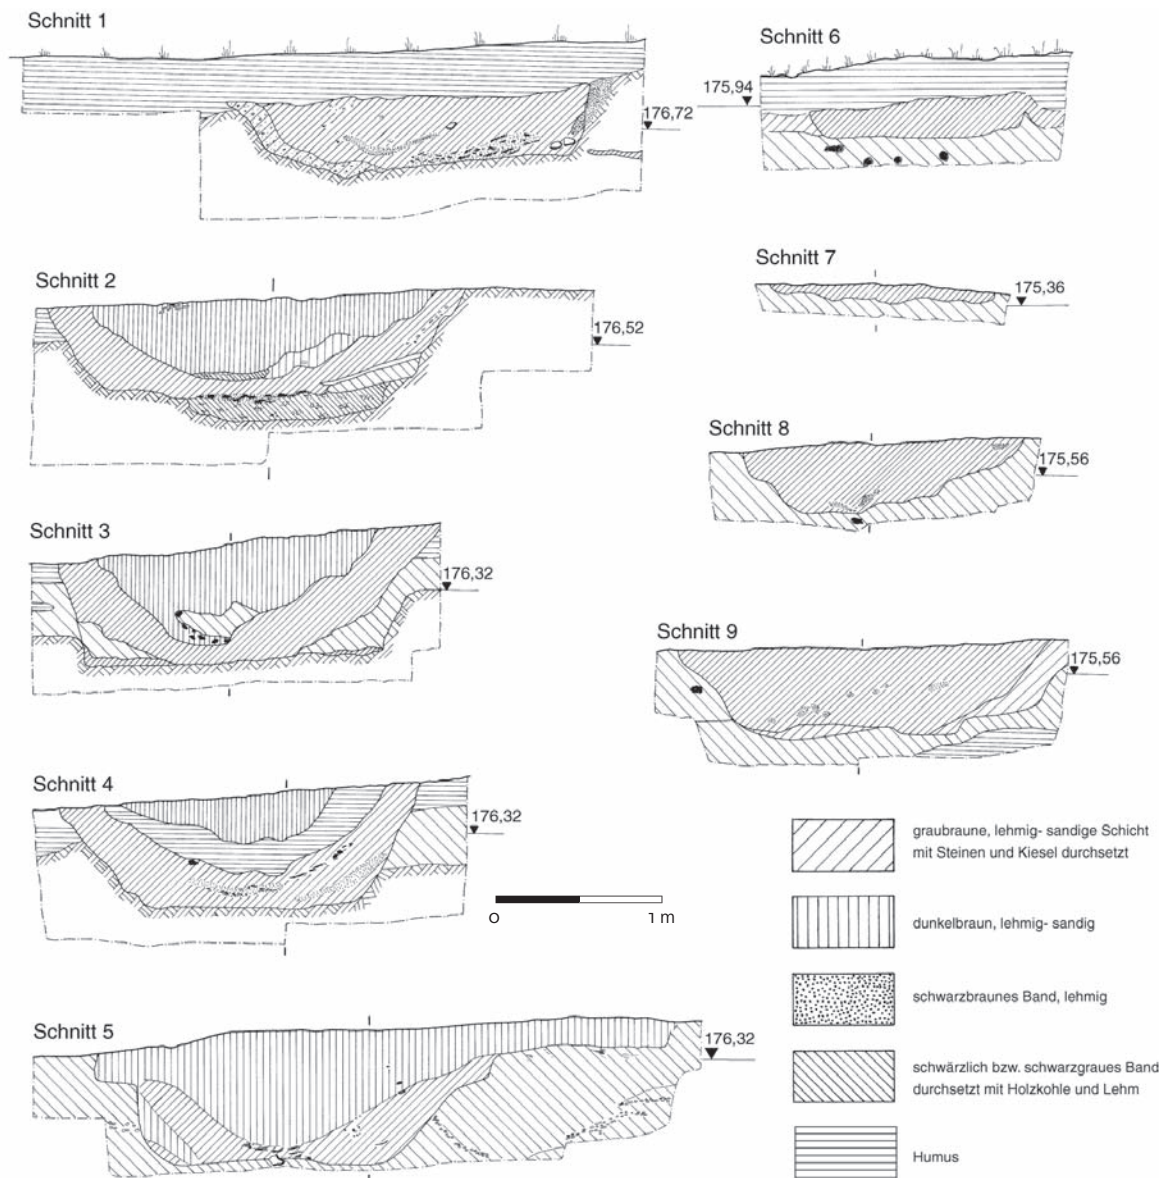 Schnitt 1
176,72
Schnitt 6
175,94
Schnitt 2
176,52
Schnitt 7
175,36
Schnitt 3
176,32
Schnitt 8
175,56
Schnitt 4
176,32
Schnitt 9
175,56
0 1 m
Schnitt 5
176,32
graubraune, lehmig- sandige Schicht
mit Steinen und Kiesel durchsetzt
dunkelbraun, lehmig- sandig
schwarzbraunes Band, lehmig
schwärzlich bzw. schwarzgraues Band
durchsetzt mit Holzkohle und Lehm
Humus